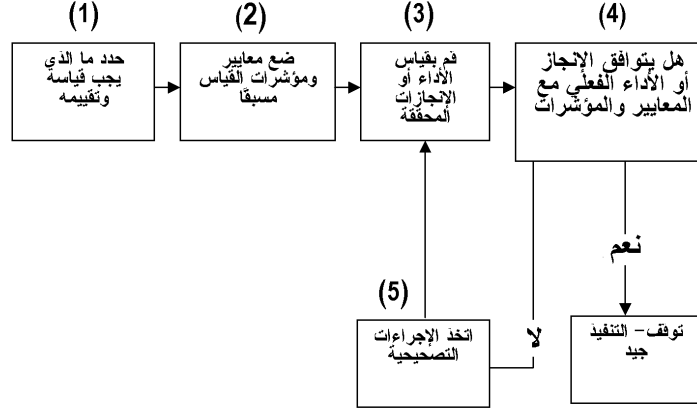 (1)
حدد ما الذي
يجب قياسه
وتقييمه
(2)
ضع معايير
ومؤشرات القياس
مسبقًا
(3)
قم بقياس
الأداء أو
الإنجازات
المحققة
(4)
هل يتوافق الإنجاز
أو الأداء الفعلي مع
المعايير والمؤشرات
نعم
لا
(5)
اتخذ الإجراءات
التصحيحية
توقف- التنفيذ
جيد